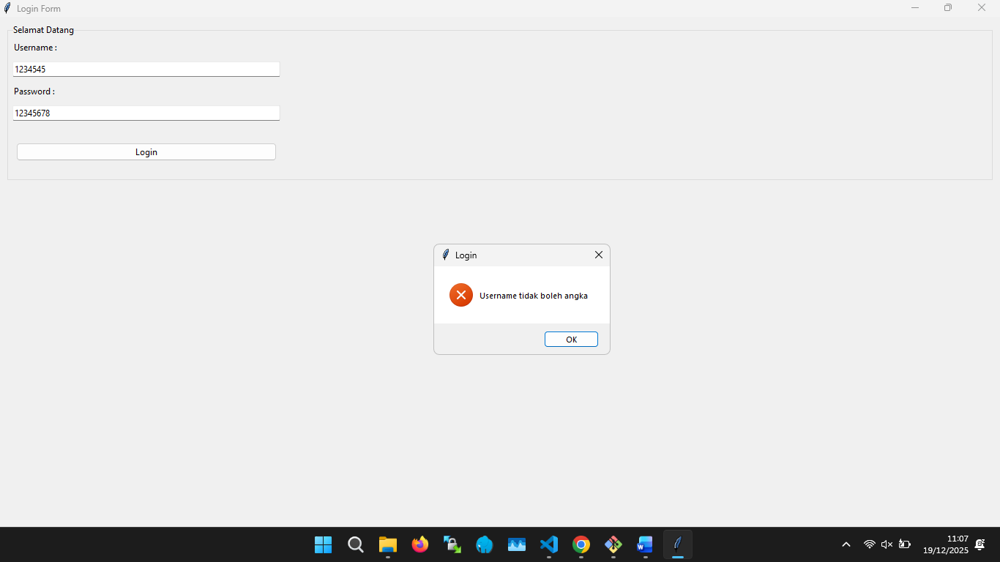 Login Form
Selamat Datang
Username :
1234545
Password :
12345678
Login
Login
Username tidak boleh angka
OK
11:07
19/12/2025